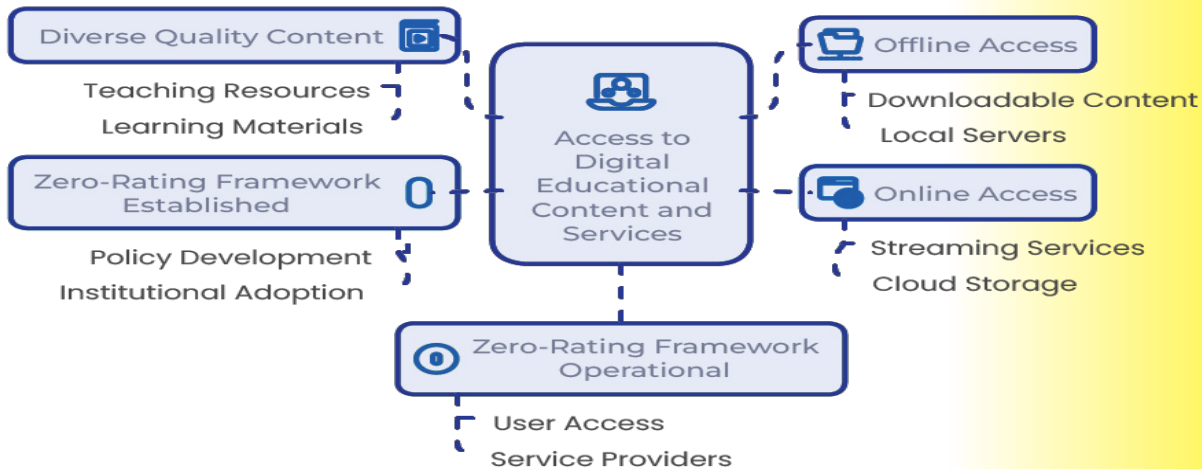 Diverse Quality Content
Teaching Resources
Learning Materials
Zero-Rating Framework
Established
Policy Development
Institutional Adoption
Access to
Digital
Educational
Content and
Services
Offline Access
Downloadable Content
Local Servers
Online Access
Streaming Services
Cloud Storage
Zero-Rating Framework
Operational
User Access
Service Providers